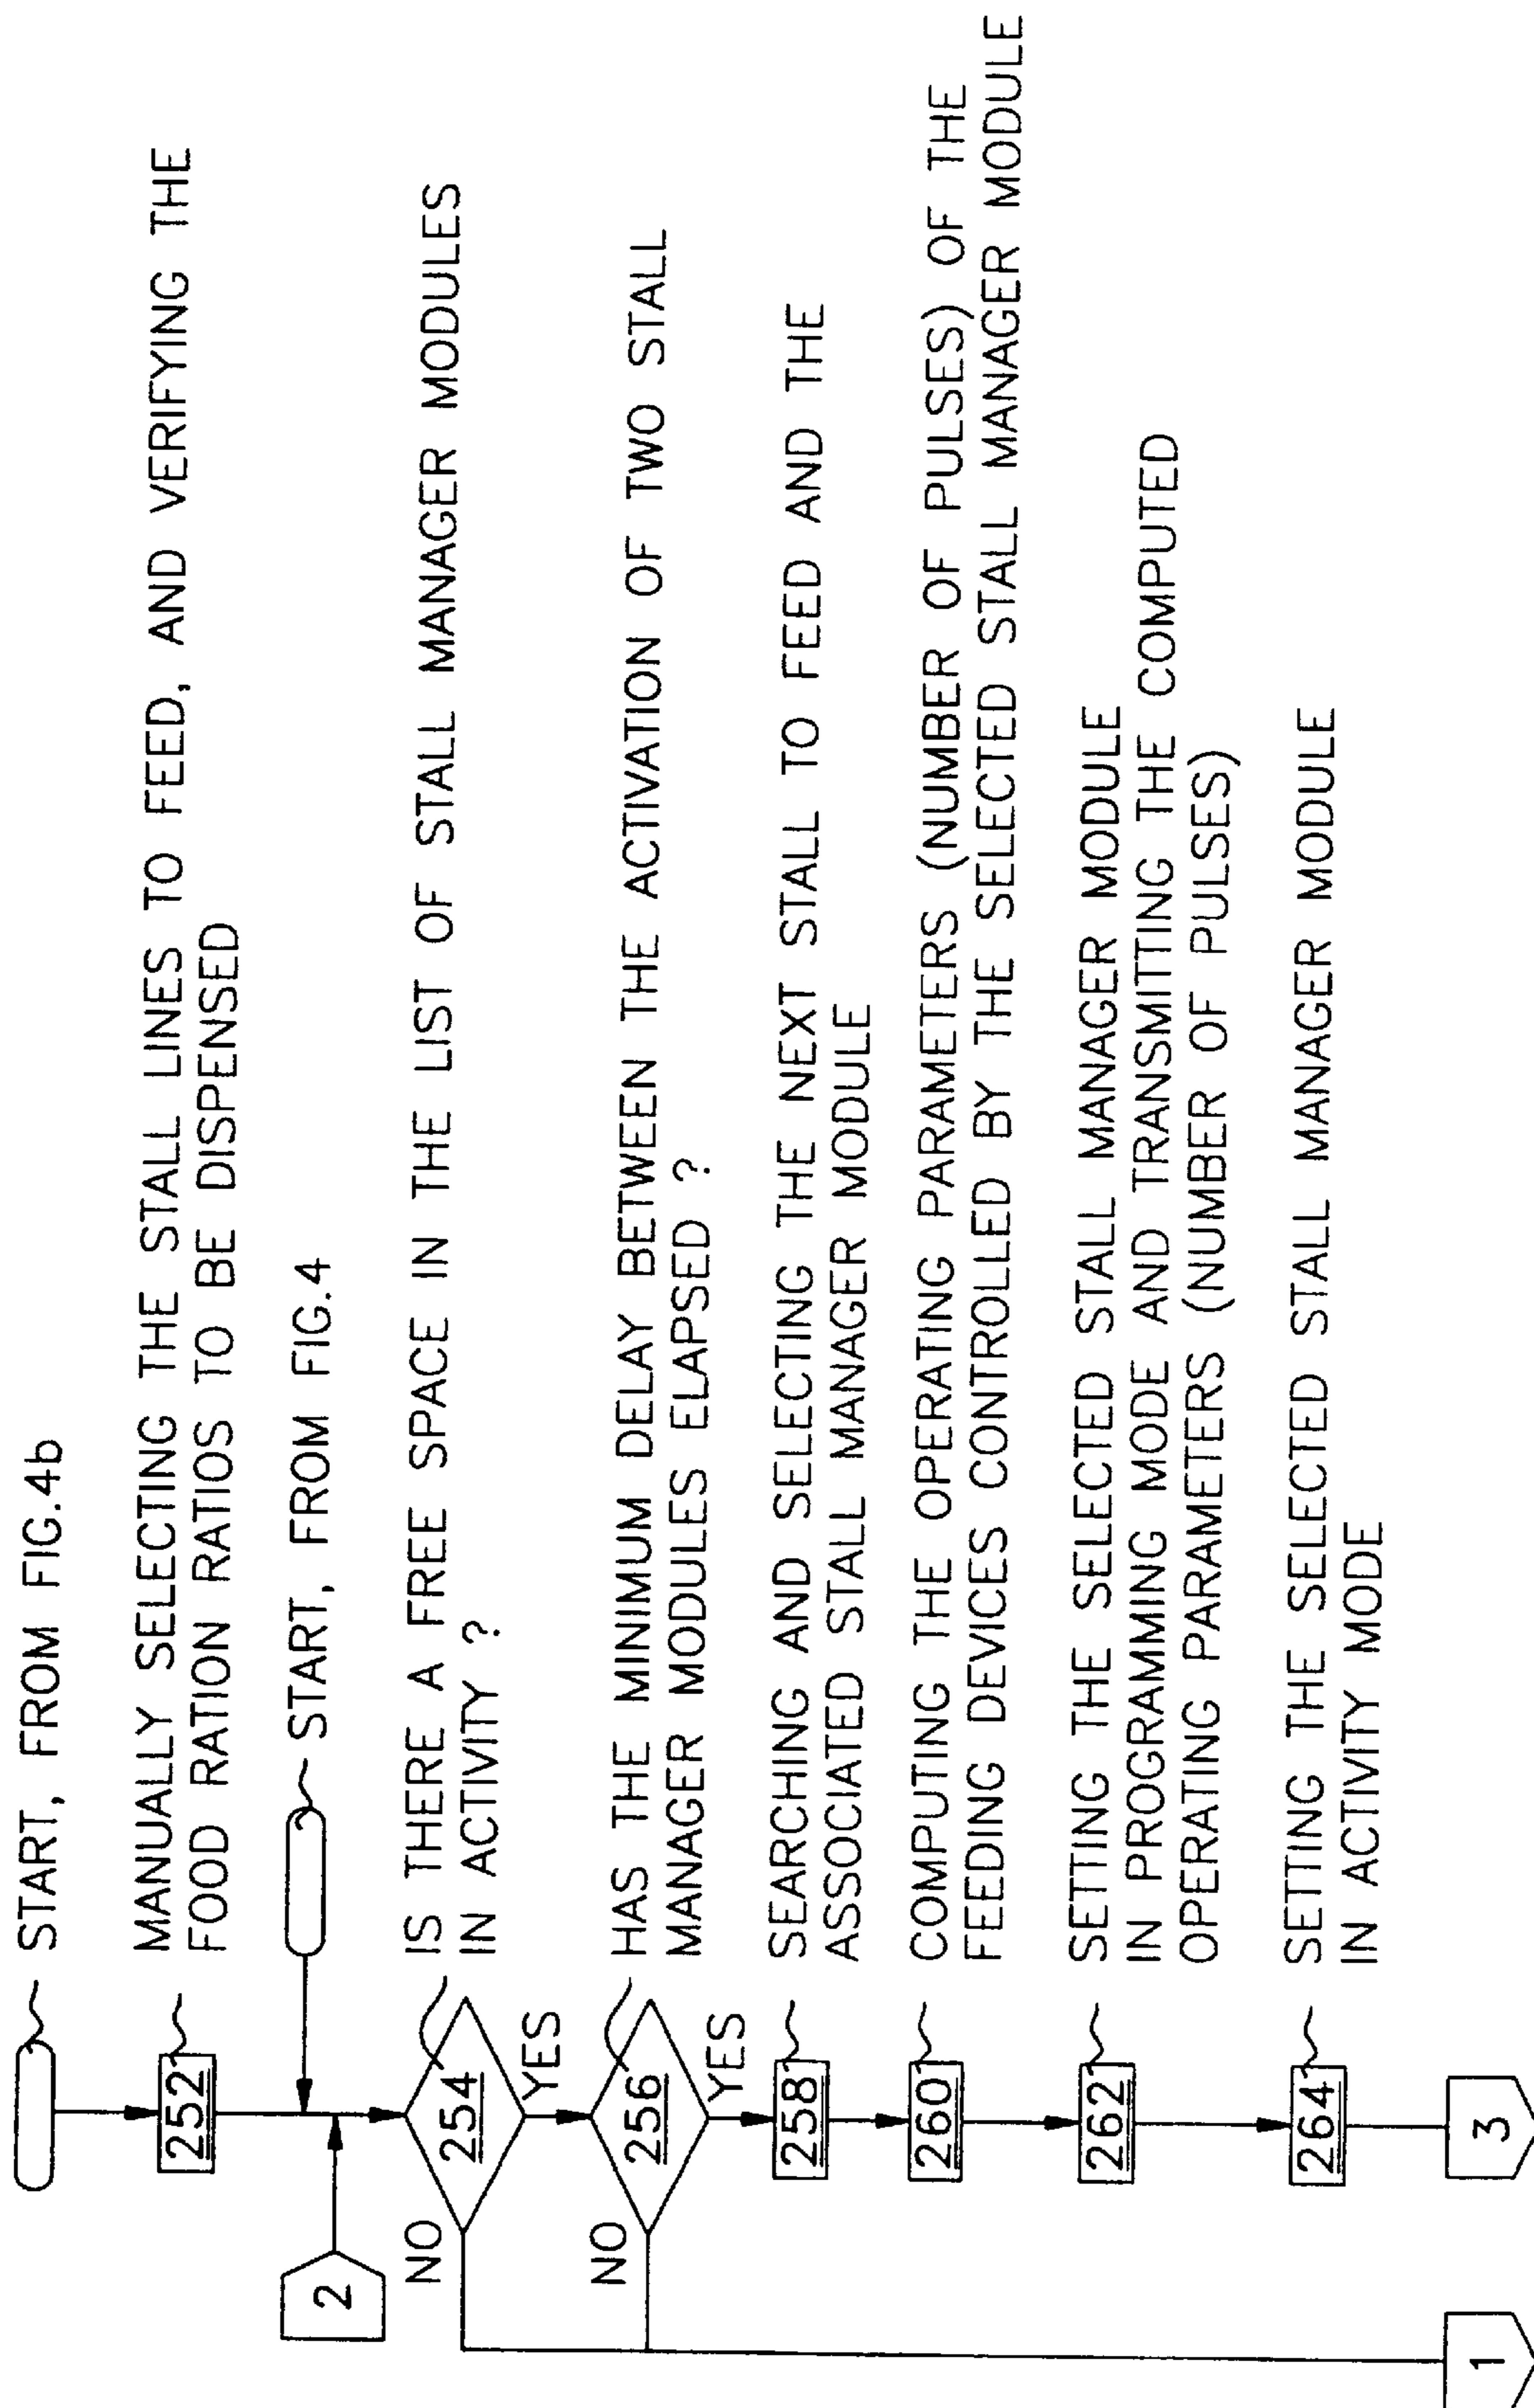 START, FROM FIG.4b
252
MANUALLY SELECTING THE STALL LINES TO FEED, AND VERIFYING THE
FOOD RATION RATIOS TO BE DISPENSED
START, FROM FIG.4
2
254
IS THERE A FREE SPACE IN THE LIST OF STALL MANAGER MODULES
IN ACTIVITY ?
NO
YES
256
HAS THE MINIMUM DELAY BETWEEN THE ACTIVATION OF TWO STALL
MANAGER MODULES ELAPSED ?
NO
YES
258
SEARCHING AND SELECTING THE NEXT STALL TO FEED AND THE
ASSOCIATED STALL MANAGER MODULE
260
COMPUTING THE OPERATING PARAMETERS (NUMBER OF PULSES) OF THE
FEEDING DEVICES CONTROLLED BY THE SELECTED STALL MANAGER MODULE
262
SETTING THE SELECTED STALL MANAGER MODULE
IN PROGRAMMING MODE AND TRANSMITTING THE COMPUTED
OPERATING PARAMETERS (NUMBER OF PULSES)
264
SETTING THE SELECTED STALL MANAGER MODULE
IN ACTIVITY MODE
1
3